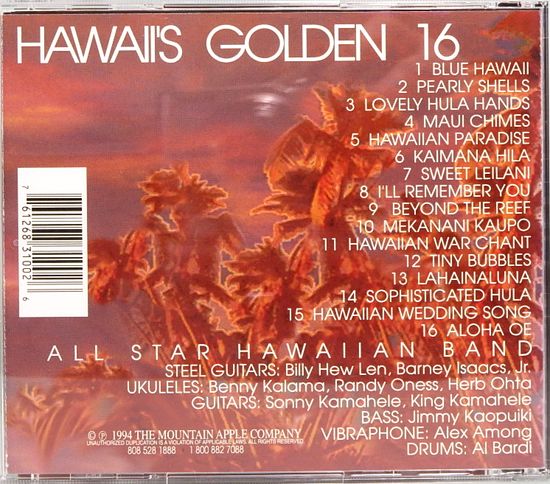 HAWAII'S GOLDEN 16
1 BLUE HAWAII
2 PEARLY SHELLS
3 LOVELY HULA HANDS
4 MAUI CHIMES
5 HAWAIIAN PARADISE
6 KAIMANA HILA
7 SWEET LEILANI
8 I'LL REMEMBER YOU
9 BEYOND THE REEF
10 MEKANANI KAUPO
11 HAWAIIAN WAR CHANT
12 TINY BUBBLES
13 LAHAINALUNA
14 SOPHISTICATED HULA
15 HAWAIIAN WEDDING SONG
16 ALOHA OE
7 61268 31002 6
ALL STAR HAWAIIAN BAND
STEEL GUITARS: Billy Hew Len, Barney Isaacs, Jr.
UKULELES: Benny Kalama, Randy Oness, Herb Ohta
GUITARS: Sonny Kamahele, King Kamahele
BASS: Jimmy Kaopuiki
VIBRAPHONE: Alex Among
DRUMS: Al Bardi
© ℗ 1994 THE MOUNTAIN APPLE COMPANY
UNAUTHORIZED DUPLICATION IS A VIOLATION OF APPLICABLE LAWS. ALL RIGHTS RESERVED
808 528 1888 · 1 800 882 7088